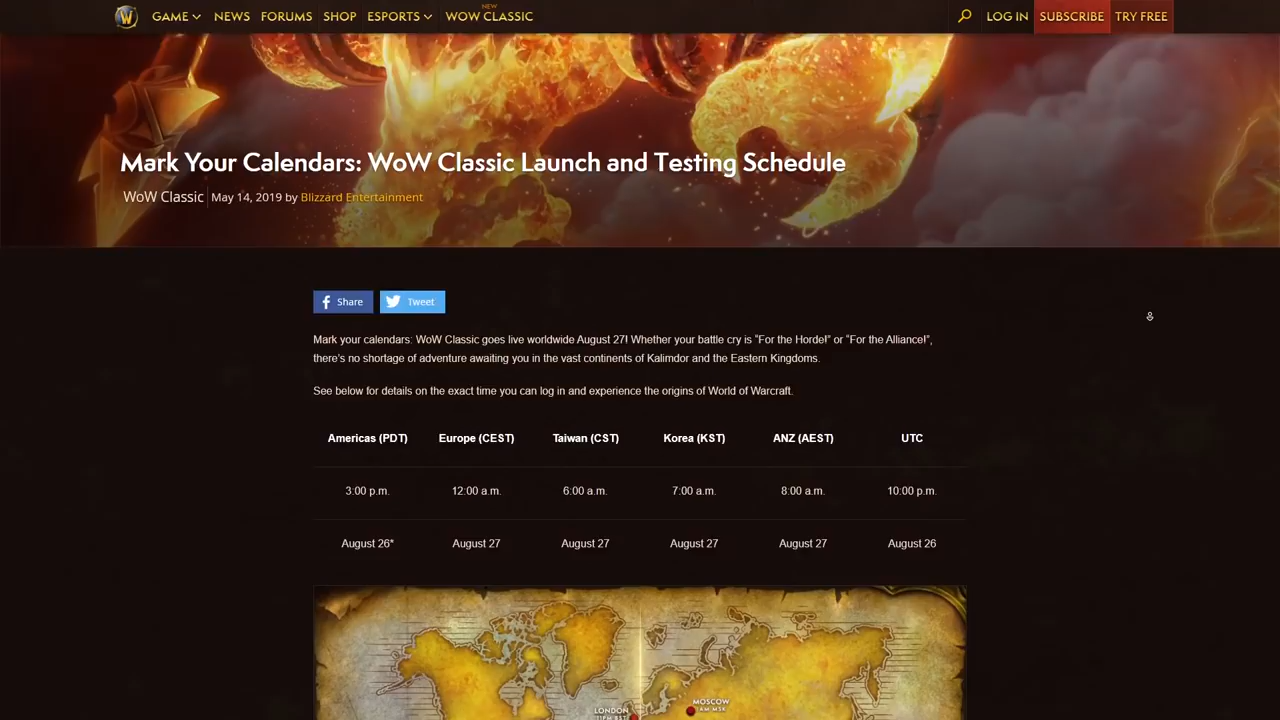 GAME NEWS FORUMS SHOP ESPORTS NEW WOW CLASSIC LOG IN SUBSCRIBE TRY FREE
Mark Your Calendars: WoW Classic Launch and Testing Schedule
WoW Classic May 14, 2019 by Blizzard Entertainment
Share Tweet
Mark your calendars: WoW Classic goes live worldwide August 27! Whether your battle cry is "For the Horde!" or "For the Alliance!",
there's no shortage of adventure awaiting you in the vast continents of Kalimdor and the Eastern Kingdoms.
See below for details on the exact time you can log in and experience the origins of World of Warcraft.
Americas (PDT) Europe (CEST) Taiwan (CST) Korea (KST) ANZ (AEST) UTC
3:00 p.m. 12:00 a.m. 6:00 a.m. 7:00 a.m. 8:00 a.m. 10:00 p.m.
August 26* August 27 August 27 August 27 August 27 August 26
MOSCOW
AM MSK
LONDON
11PM BST